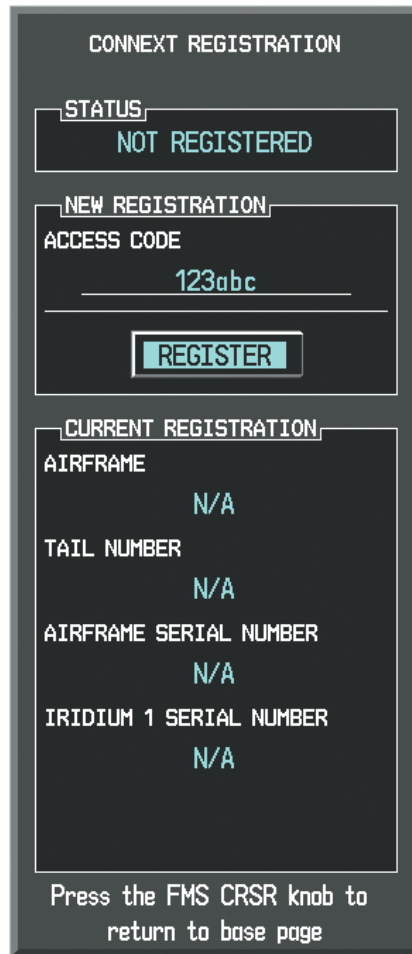 CONNEXT REGISTRATION
STATUS
NOT REGISTERED
NEW REGISTRATION
ACCESS CODE
123abc
REGISTER
CURRENT REGISTRATION
AIRFRAME
N/A
TAIL NUMBER
N/A
AIRFRAME SERIAL NUMBER
N/A
IRIDIUM 1 SERIAL NUMBER
N/A
Press the FMS CRSR knob to
return to base page